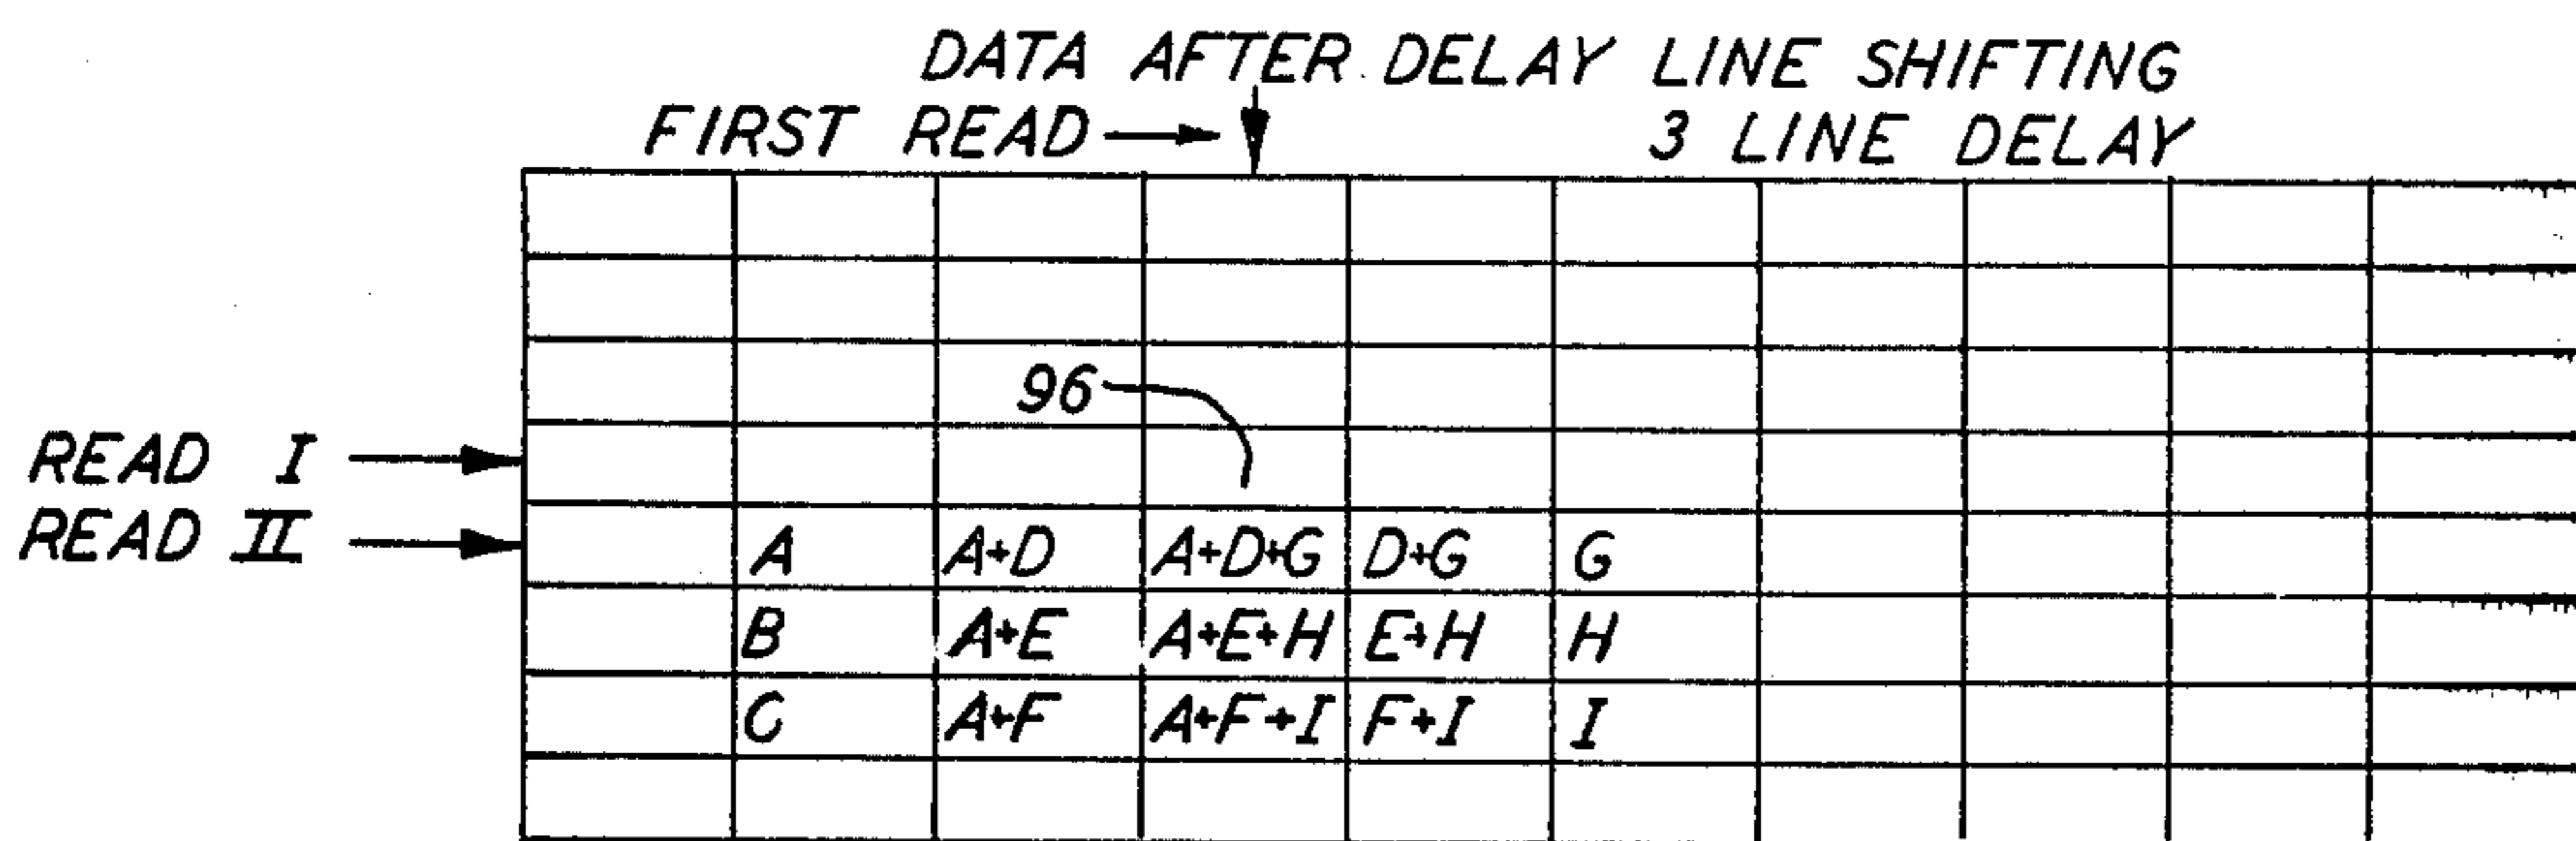 DATA AFTER DELAY LINE SHIFTING
FIRST READ 3 LINE DELAY
96
READ I
READ II A A+D A+D+G D+G G
B A+E A+E+H E+H H
C A+F A+F+I F+I I